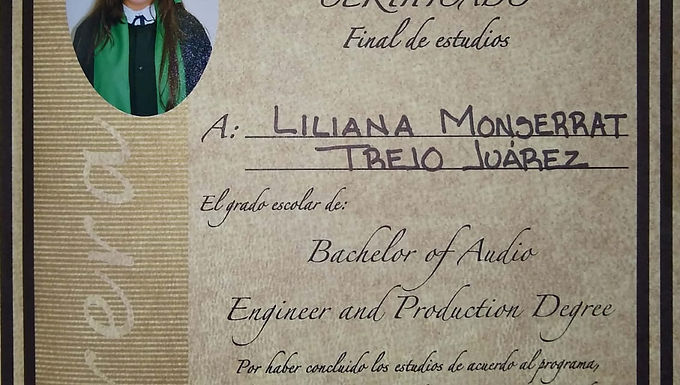 CERTIFICADO
Final de estudios
A: LILIANA MONSERRAT
TREJO JUÁREZ
El grado escolar de:
Bachelor of Audio
Engineer and Production Degree
Por haber concluido los estudios de acuerdo al programa,